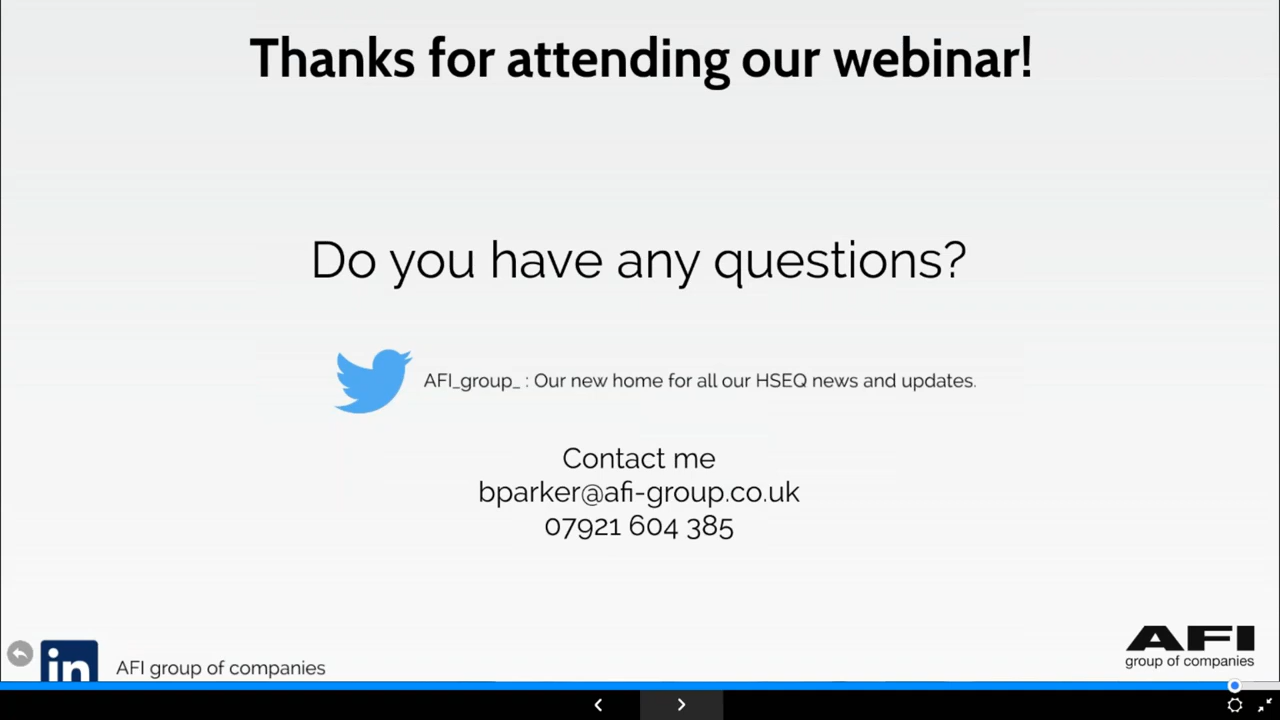 Thanks for attending our webinar!
Do you have any questions?
AFI_group_ : Our new home for all our HSEQ news and updates.
Contact me
bparker@afi-group.co.uk
07921 604 385
in AFI group of companies
AFI
group of companies